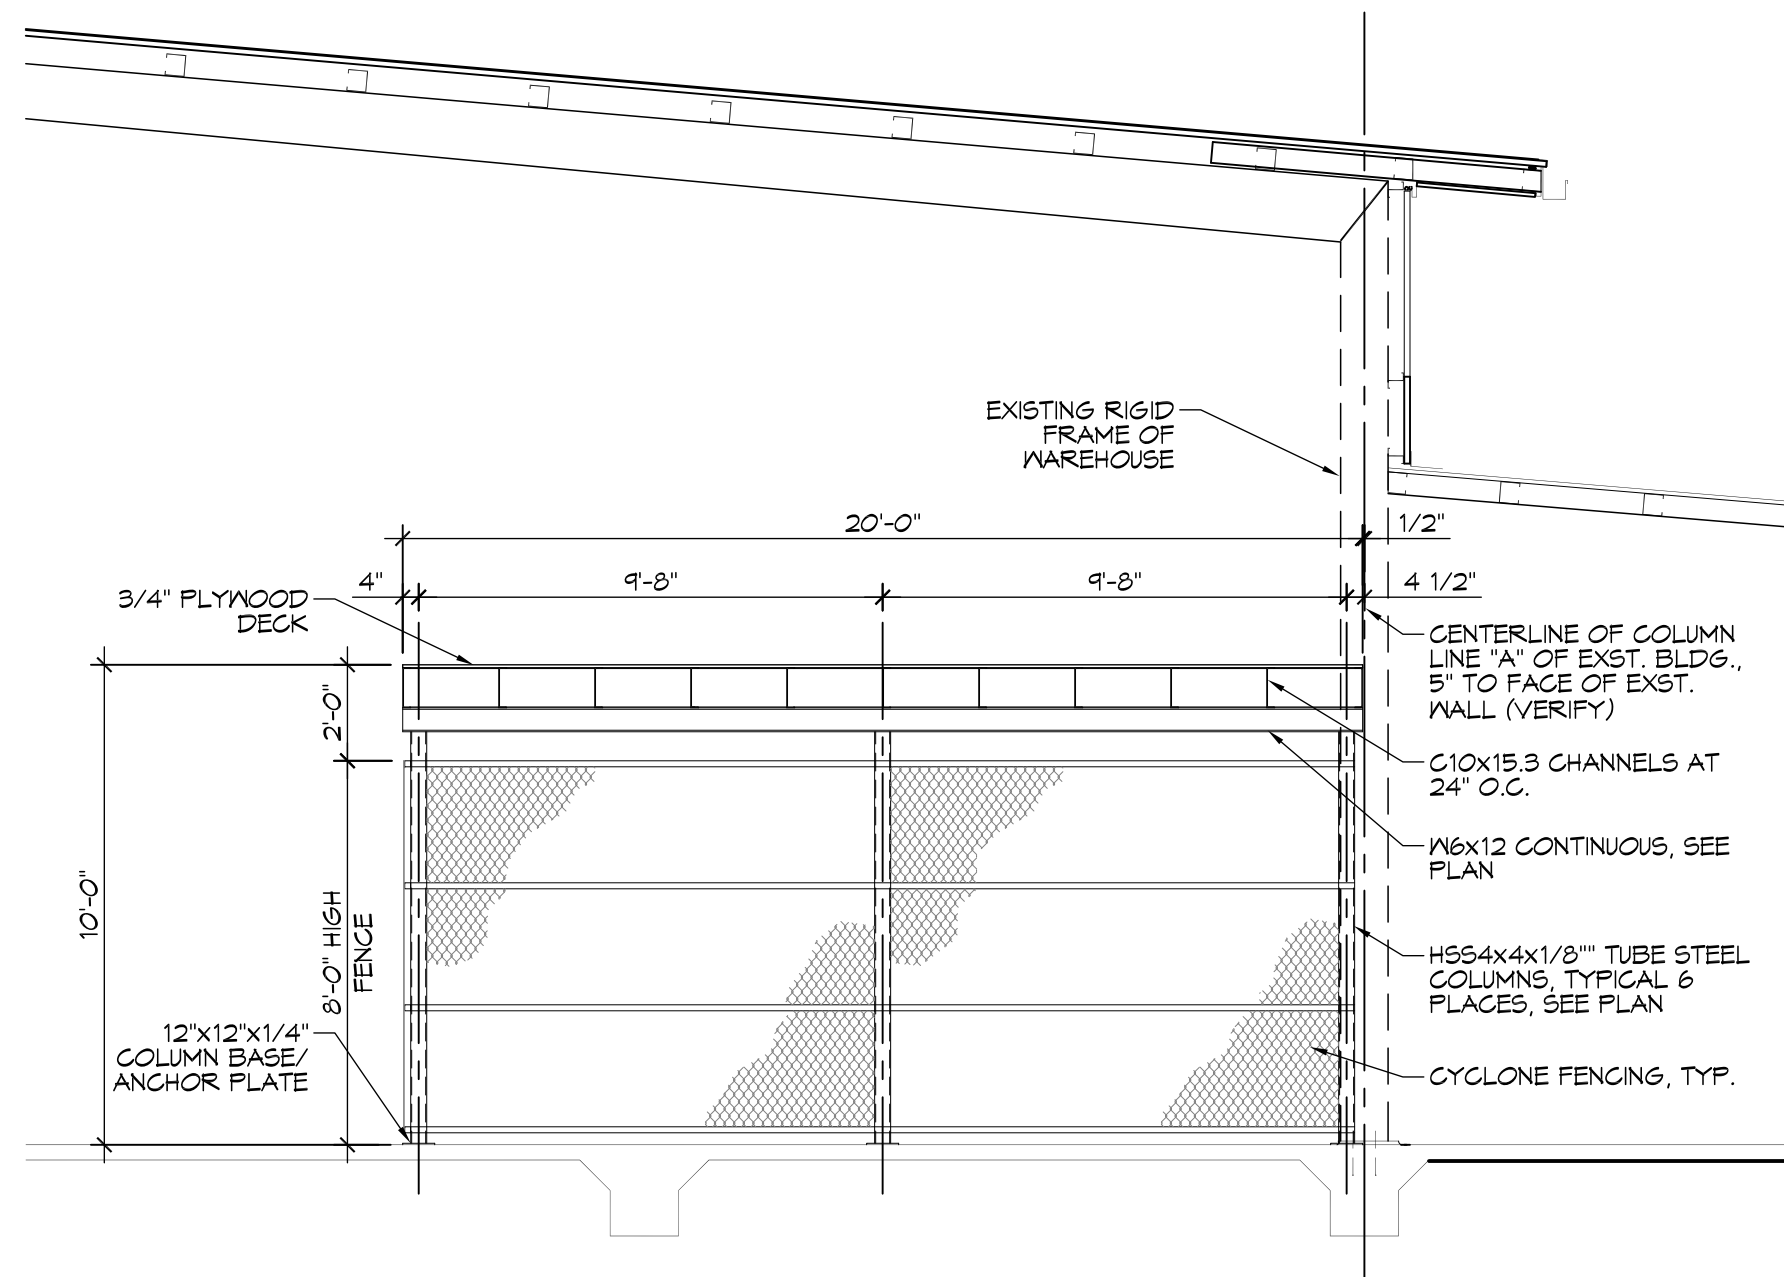 EXISTING RIGID
FRAME OF
WAREHOUSE
20'-0"
1/2"
4"
9'-8"
9'-8"
4 1/2"
3/4" PLYWOOD
DECK
CENTERLINE OF COLUMN
LINE "A" OF EXST. BLDG.,
5" TO FACE OF EXST.
WALL (VERIFY)
2'-0"
C10x15.3 CHANNELS AT
24" O.C.
W6x12 CONTINUOUS, SEE
PLAN
10'-0"
8'-0" HIGH
FENCE
HSS4x4x1/8"" TUBE STEEL
COLUMNS, TYPICAL 6
PLACES, SEE PLAN
12"x12"x1/4"
COLUMN BASE/
ANCHOR PLATE
CYCLONE FENCING, TYP.